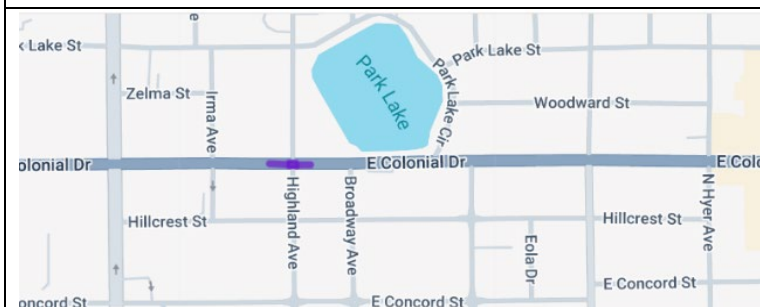 e
k Lake St
Park Lake St
Park Lake
Park Lake Cir
Zelma St
Irma Ave
Woodward St
olonial Dr
E Colonial Dr
E Colo
Highland Ave
Broadway Ave
N Hyer Ave
Hillcrest St
Hillcrest St
Eola Dr
E Concord St
oncord St
E Concord St